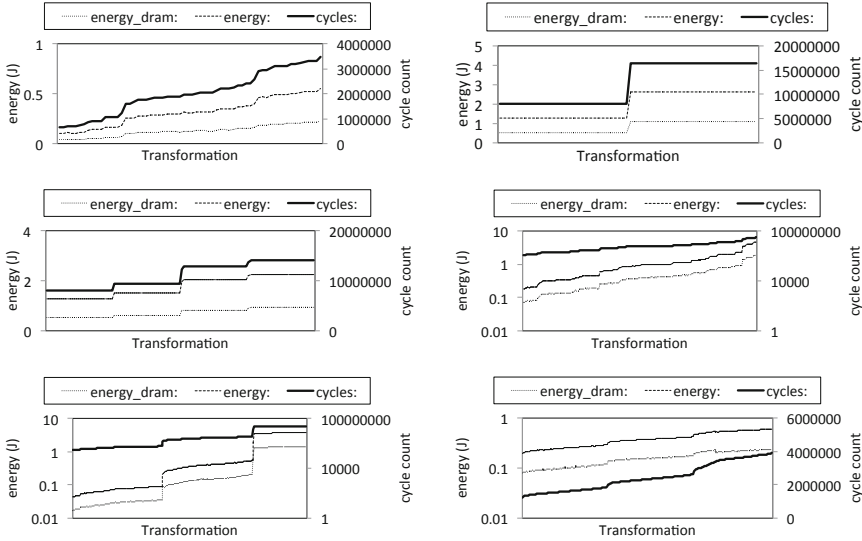 energy_dram: energy: cycles:
energy (J)
1
0.5
0
4000000
3000000
2000000
1000000
0
cycle count
Transformation
energy_dram: energy: cycles:
energy (J)
5
4
3
2
1
0
20000000
15000000
10000000
5000000
0
cycle count
Transformation
energy_dram: energy: cycles:
energy (J)
4
2
0
20000000
10000000
0
cycle count
Transformation
energy_dram: energy: cycles:
energy (J)
10
1
0.1
0.01
100000000
10000
1
cycle count
Transformation
energy_dram: energy: cycles:
energy (J)
10
1
0.1
0.01
100000000
10000
1
cycle count
Transformation
energy_dram: energy: cycles:
energy (J)
1
0.1
0.01
6000000
4000000
2000000
0
cycle count
Transformation